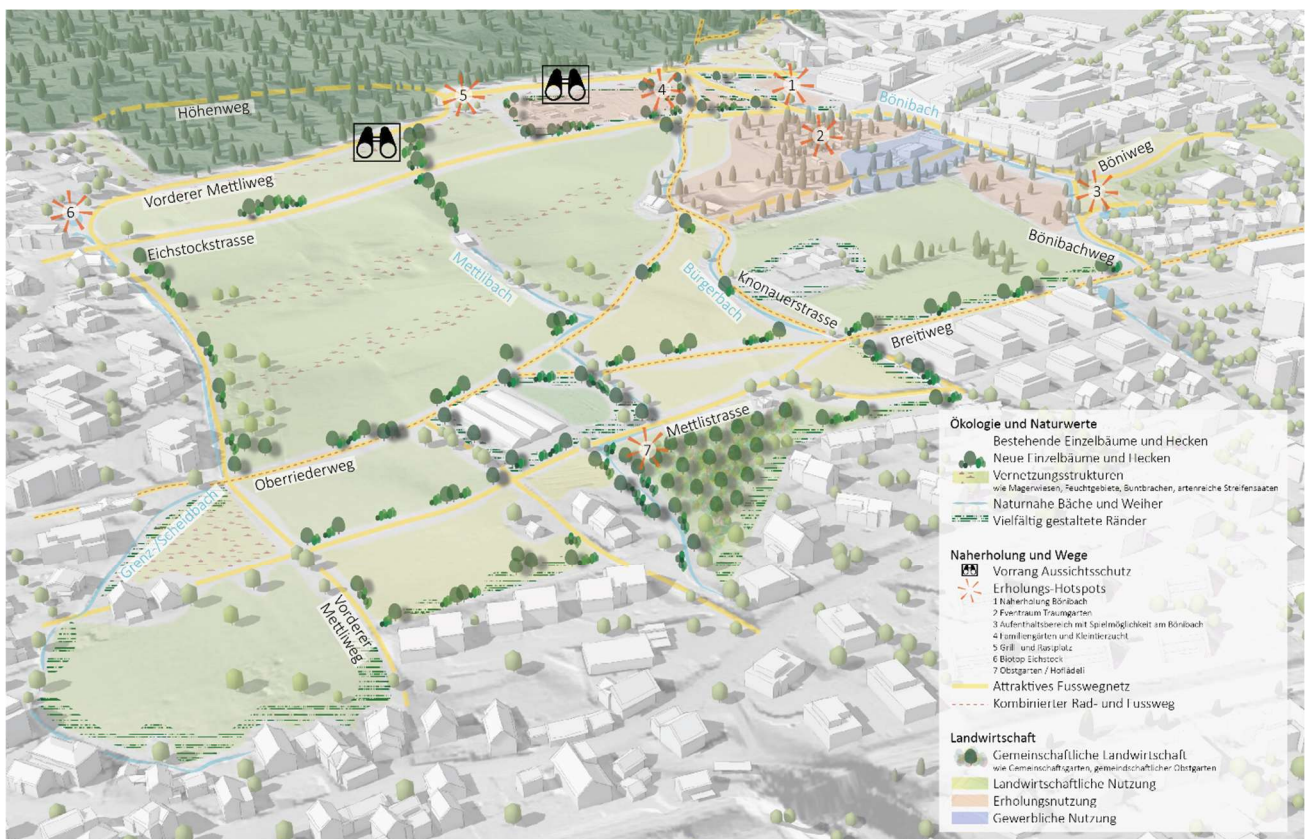 Höhenweg
5
4
1
Bönibach
2
Böniweg
3
Vorderer Mettliweg
6
Eichstockstrasse
Mettlibach
Bürgerbach
Knonauerstrasse
Bönibachweg
Breitiweg
Oberriederweg
Mettlistrasse
7
Grenz-/Scheidbach
Vorderer
Mettliweg
Ökologie und Naturwerte
Bestehende Einzelbäume und Hecken
Neue Einzelbäume und Hecken
Vernetzungsstrukturen
wie Magerwiesen, Feuchtgebiete, Buntbrachen, artenreiche Streifensaaten
Naturnahe Bäche und Weiher
Vielfältig gestaltete Ränder
Naherholung und Wege
Vorrang Aussichtsschutz
Erholungs-Hotspots
1 Naherholung Bönibach
2 Eventraum Traumgarten
3 Aufenthaltsbereich mit Spielmöglichkeit am Bönibach
4 Familiengärten und Kleintierzucht
5 Grill- und Rastplatz
6 Biotop Eichstock
7 Obstgarten / Hoflädeli
Attraktives Fusswegnetz
Kombinierter Rad- und Fussweg
Landwirtschaft
Gemeinschaftliche Landwirtschaft
wie Gemeinschaftsgarten, gemeindschaftlicher Obstgarten
Landwirtschaftliche Nutzung
Erholungsnutzung
Gewerbliche Nutzung